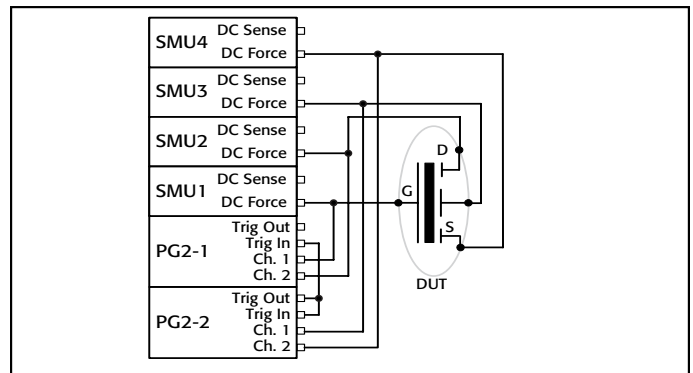 SMU4
DC Sense
DC Force
SMU3
DC Sense
DC Force
SMU2
DC Sense
DC Force
SMU1
DC Sense
DC Force
PG2-1
Trig Out
Trig In
Ch. 1
Ch. 2
PG2-2
Trig Out
Trig In
Ch. 1
Ch. 2
D
G
S
DUT